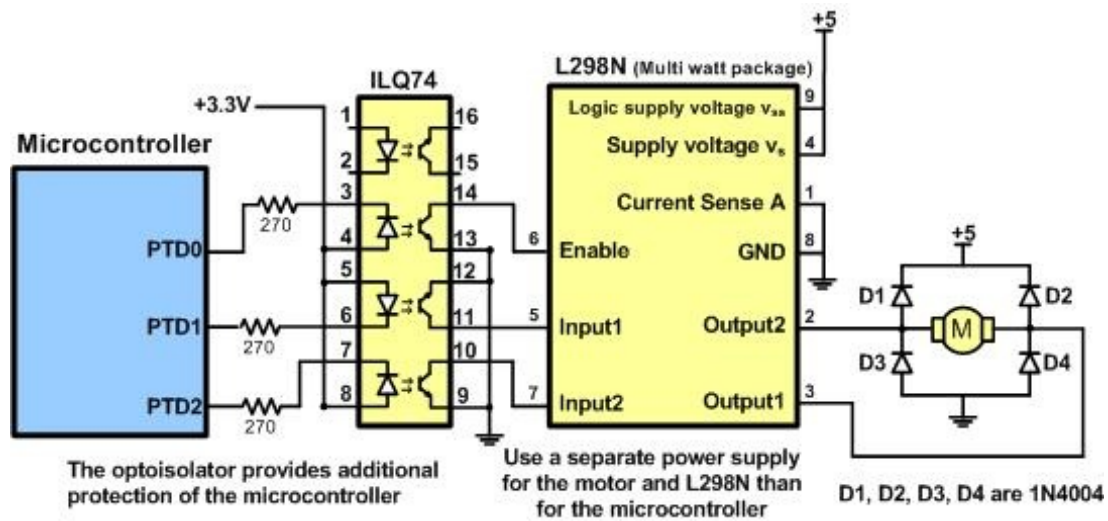 +5
L298N (Multi watt package)
ILQ74
+3.3V
Microcontroller
1
2
3
4
5
6
7
8
16
15
14
13
12
11
10
9
270
270
270
PTD0
PTD1
PTD2
Logic supply voltage vss
Supply voltage vs
Current Sense A
GND
Enable
Input1
Input2
Output2
Output1
6
5
7
9
4
1
8
2
3
+5
D1
D2
D3
D4
M
The optoisolator provides additional
protection of the microcontroller
Use a separate power supply
for the motor and L298N than
for the microcontroller
D1, D2, D3, D4 are 1N4004